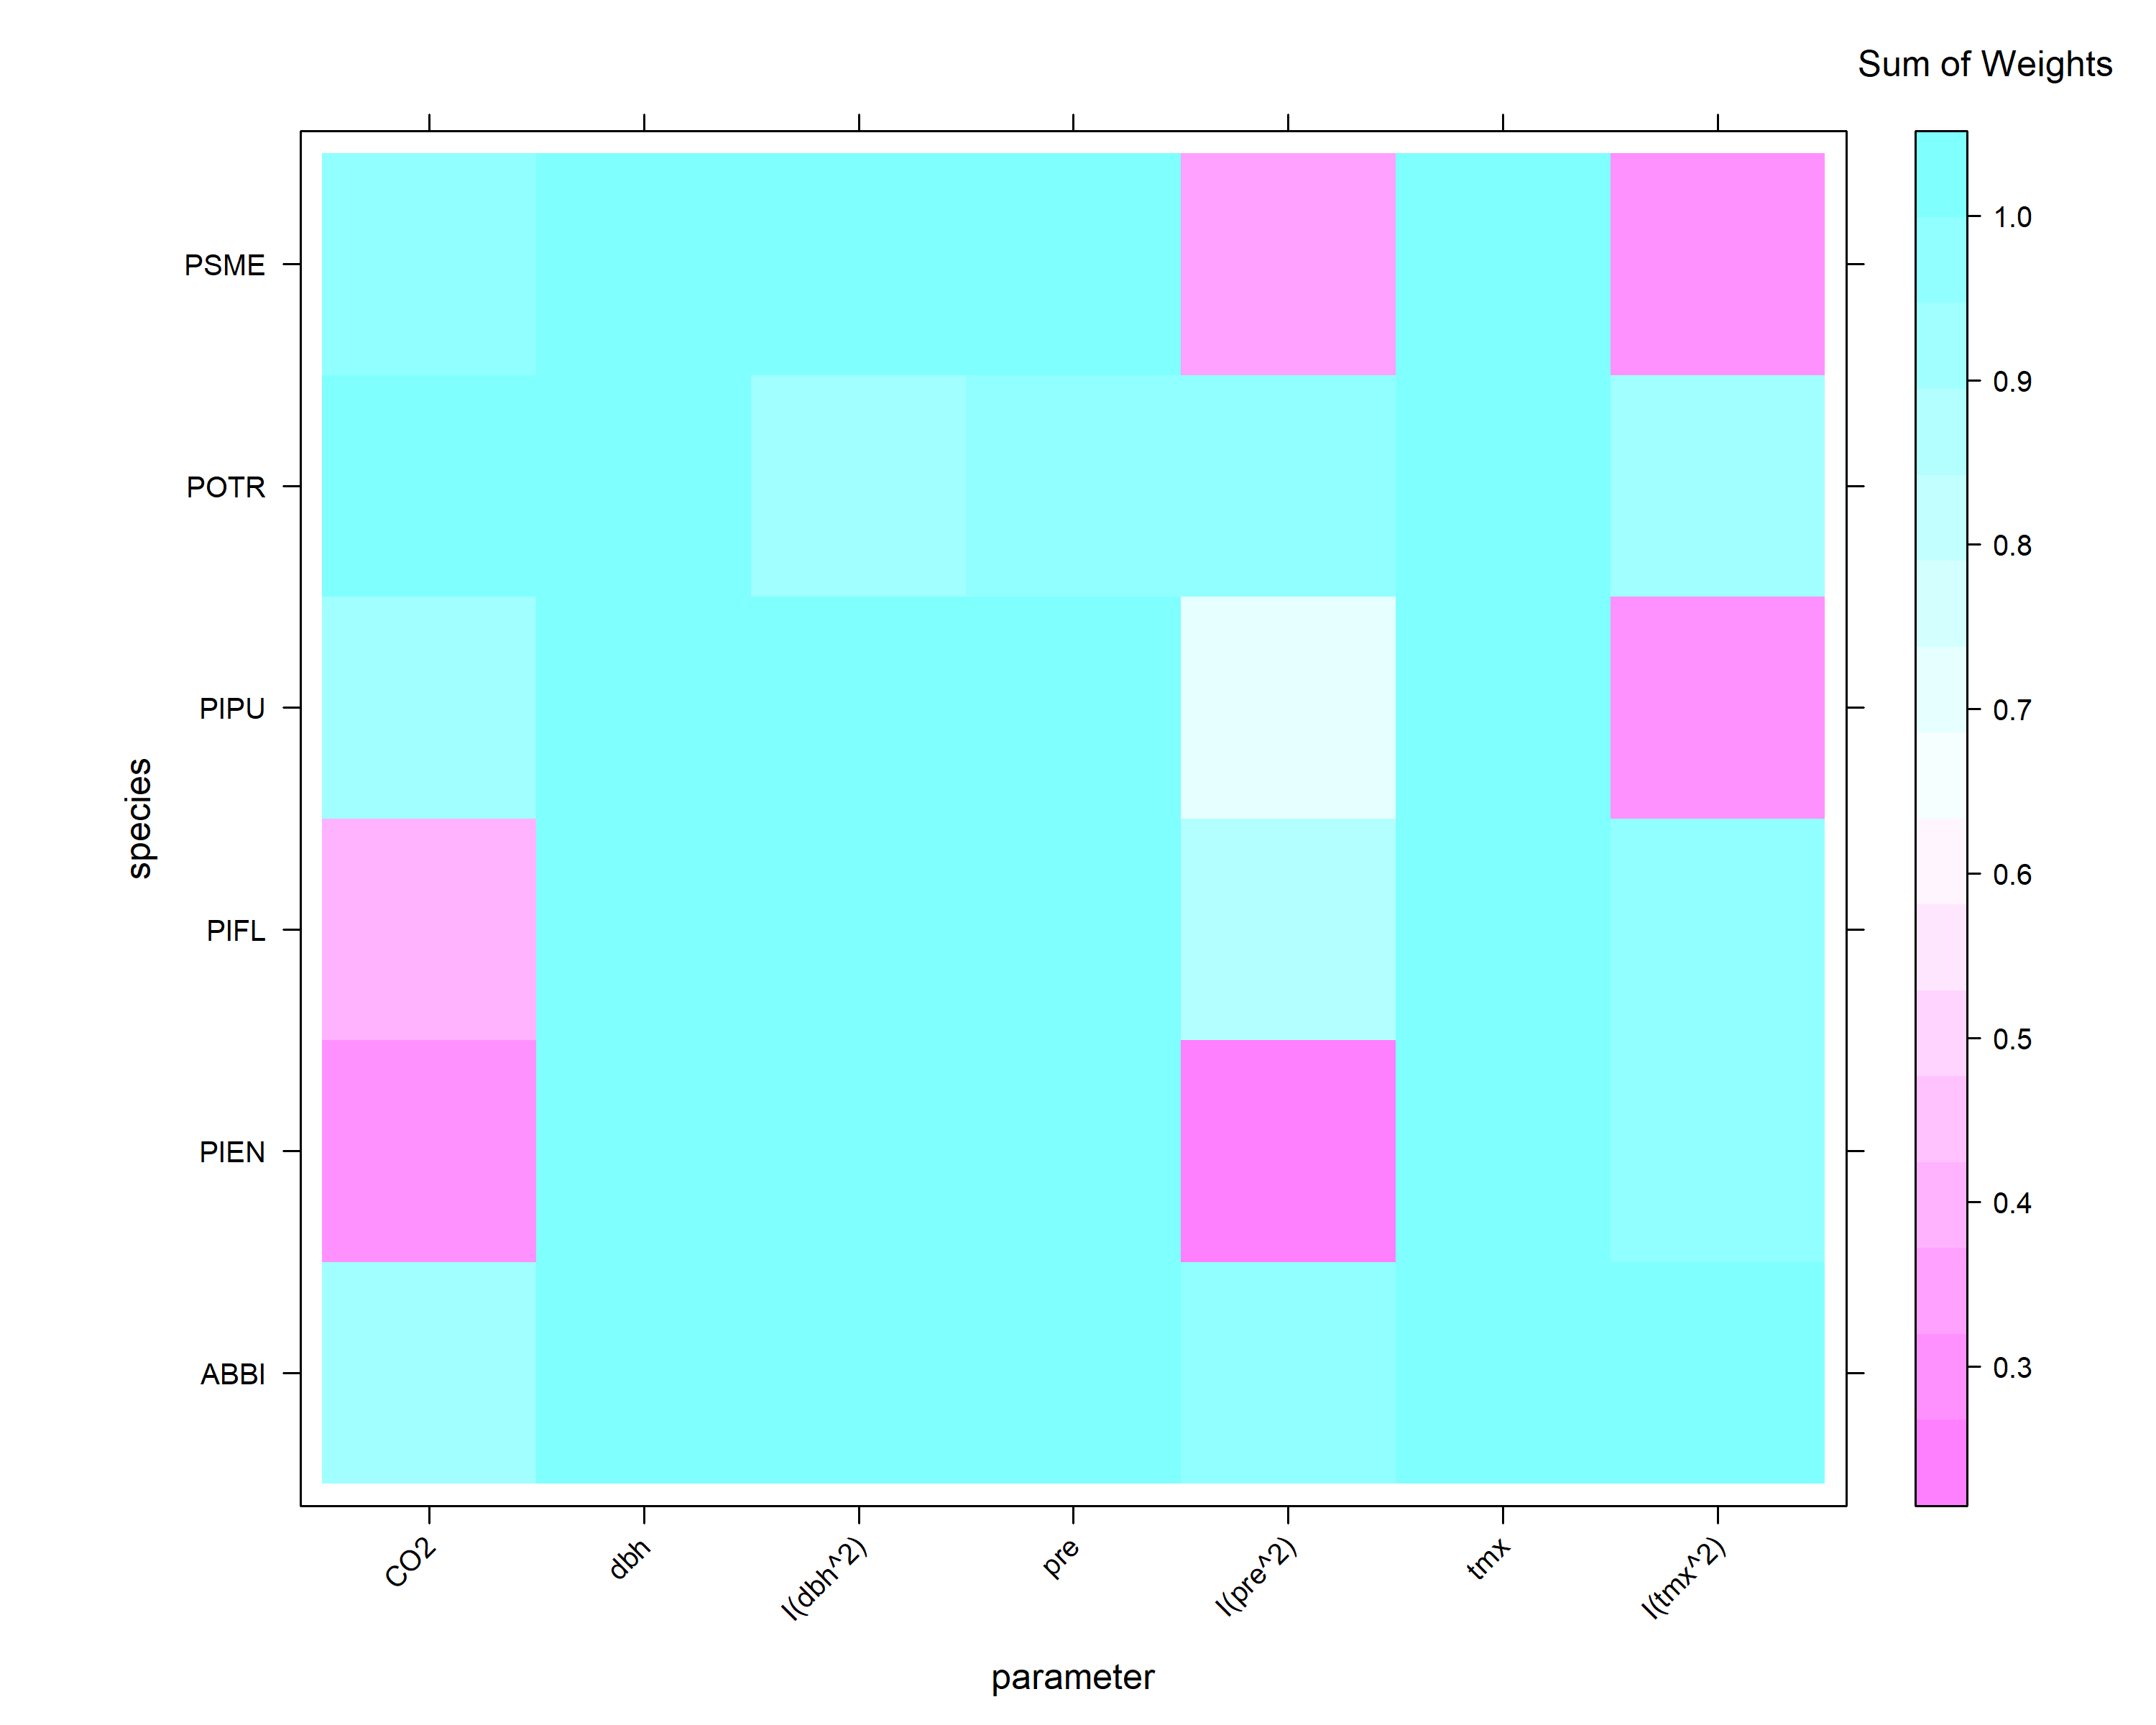 Sum of Weights
PSME
POTR
PIPU
PIFL
PIEN
ABBI
species
1.0
0.9
0.8
0.7
0.6
0.5
0.4
0.3
CO2
dbh
I(dbh^2)
pre
I(pre^2)
tmx
I(tmx^2)
parameter